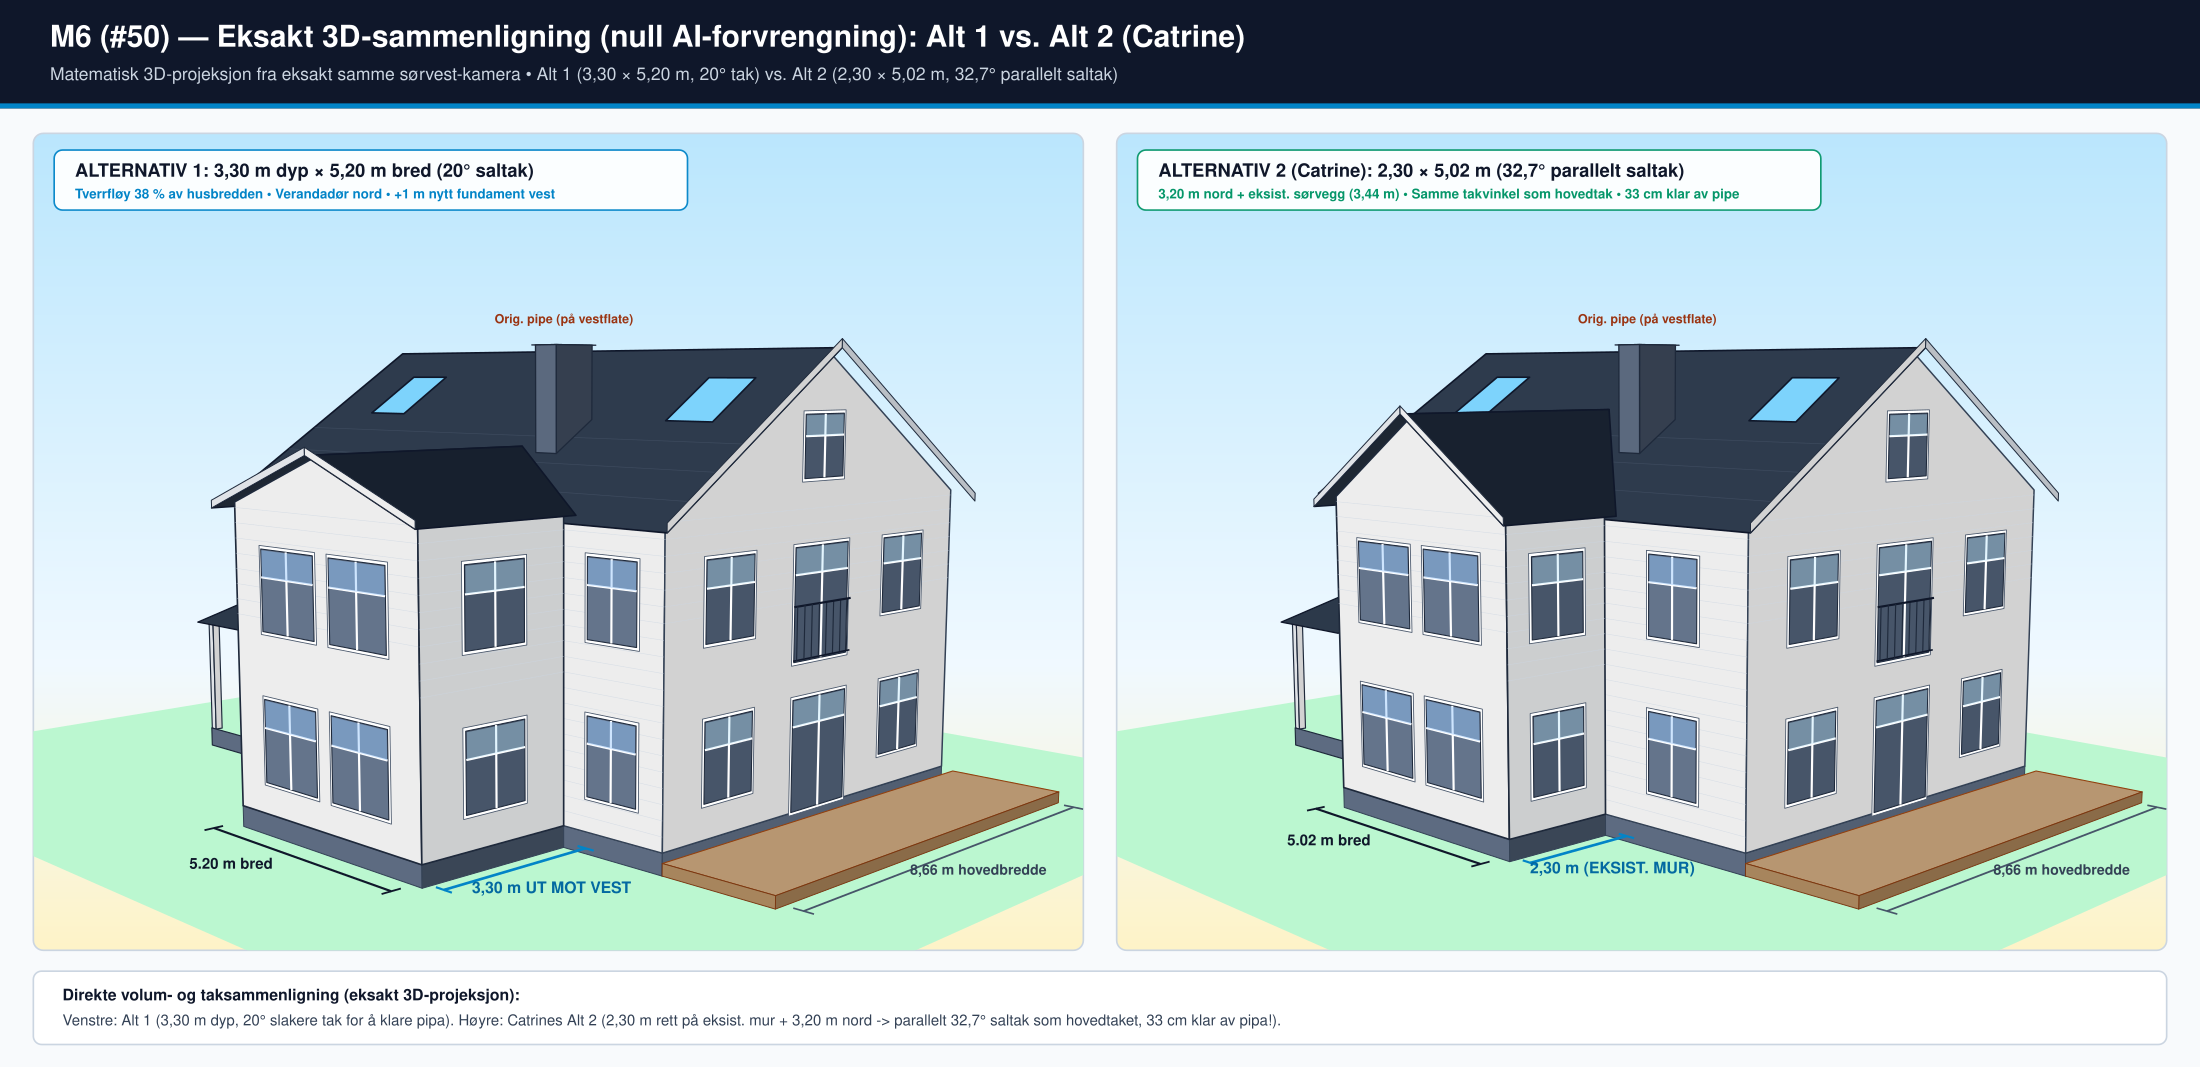 M6 (#50) — Eksakt 3D-sammenligning (null AI-forvrengning): Alt 1 vs. Alt 2 (Catrine)
Matematisk 3D-projeksjon fra eksakt samme sørvest-kamera • Alt 1 (3,30 × 5,20 m, 20° tak) vs. Alt 2 (2,30 × 5,02 m, 32,7° parallelt saltak)
ALTERNATIV 1: 3,30 m dyp × 5,20 m bred (20° saltak)
Tverrfløy 38 % av husbredden • Verandadør nord • +1 m nytt fundament vest
Orig. pipe (på vestflate)
5.20 m bred
3,30 m UT MOT VEST
8,66 m hovedbredde
ALTERNATIV 2 (Catrine): 2,30 × 5,02 m (32,7° parallelt saltak)
3,20 m nord + eksist. sørvegg (3,44 m) • Samme takvinkel som hovedtak • 33 cm klar av pipe
Orig. pipe (på vestflate)
5.02 m bred
2,30 m (EKSIST. MUR)
8,66 m hovedbredde
Direkte volum- og taksammenligning (eksakt 3D-projeksjon):
Venstre: Alt 1 (3,30 m dyp, 20° slakere tak for å klare pipa). Høyre: Catrines Alt 2 (2,30 m rett på eksist. mur + 3,20 m nord -> parallelt 32,7° saltak som hovedtaket, 33 cm klar av pipa!).